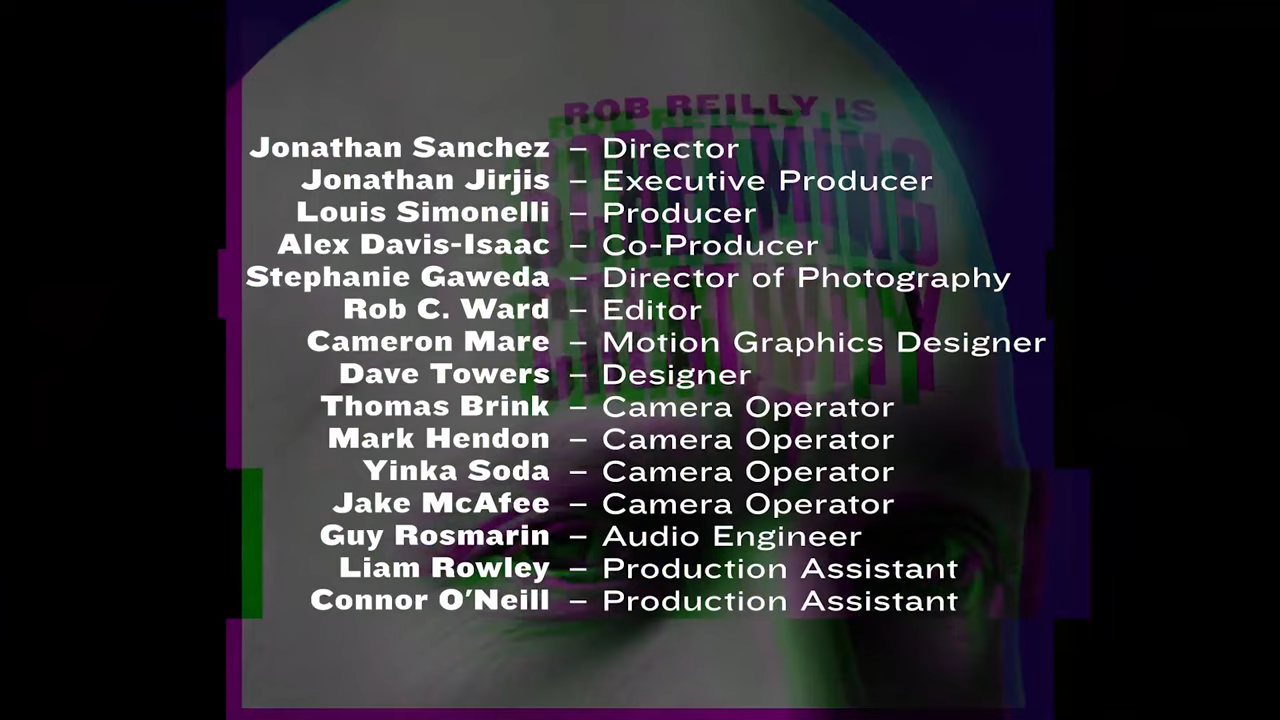 ROB REILLY IS
SCREAMING
CREATIVITY
Jonathan Sanchez – Director
Jonathan Jirjis – Executive Producer
Louis Simonelli – Producer
Alex Davis-Isaac – Co-Producer
Stephanie Gaweda – Director of Photography
Rob C. Ward – Editor
Cameron Mare – Motion Graphics Designer
Dave Towers – Designer
Thomas Brink – Camera Operator
Mark Hendon – Camera Operator
Yinka Soda – Camera Operator
Jake McAfee – Camera Operator
Guy Rosmarin – Audio Engineer
Liam Rowley – Production Assistant
Connor O'Neill – Production Assistant